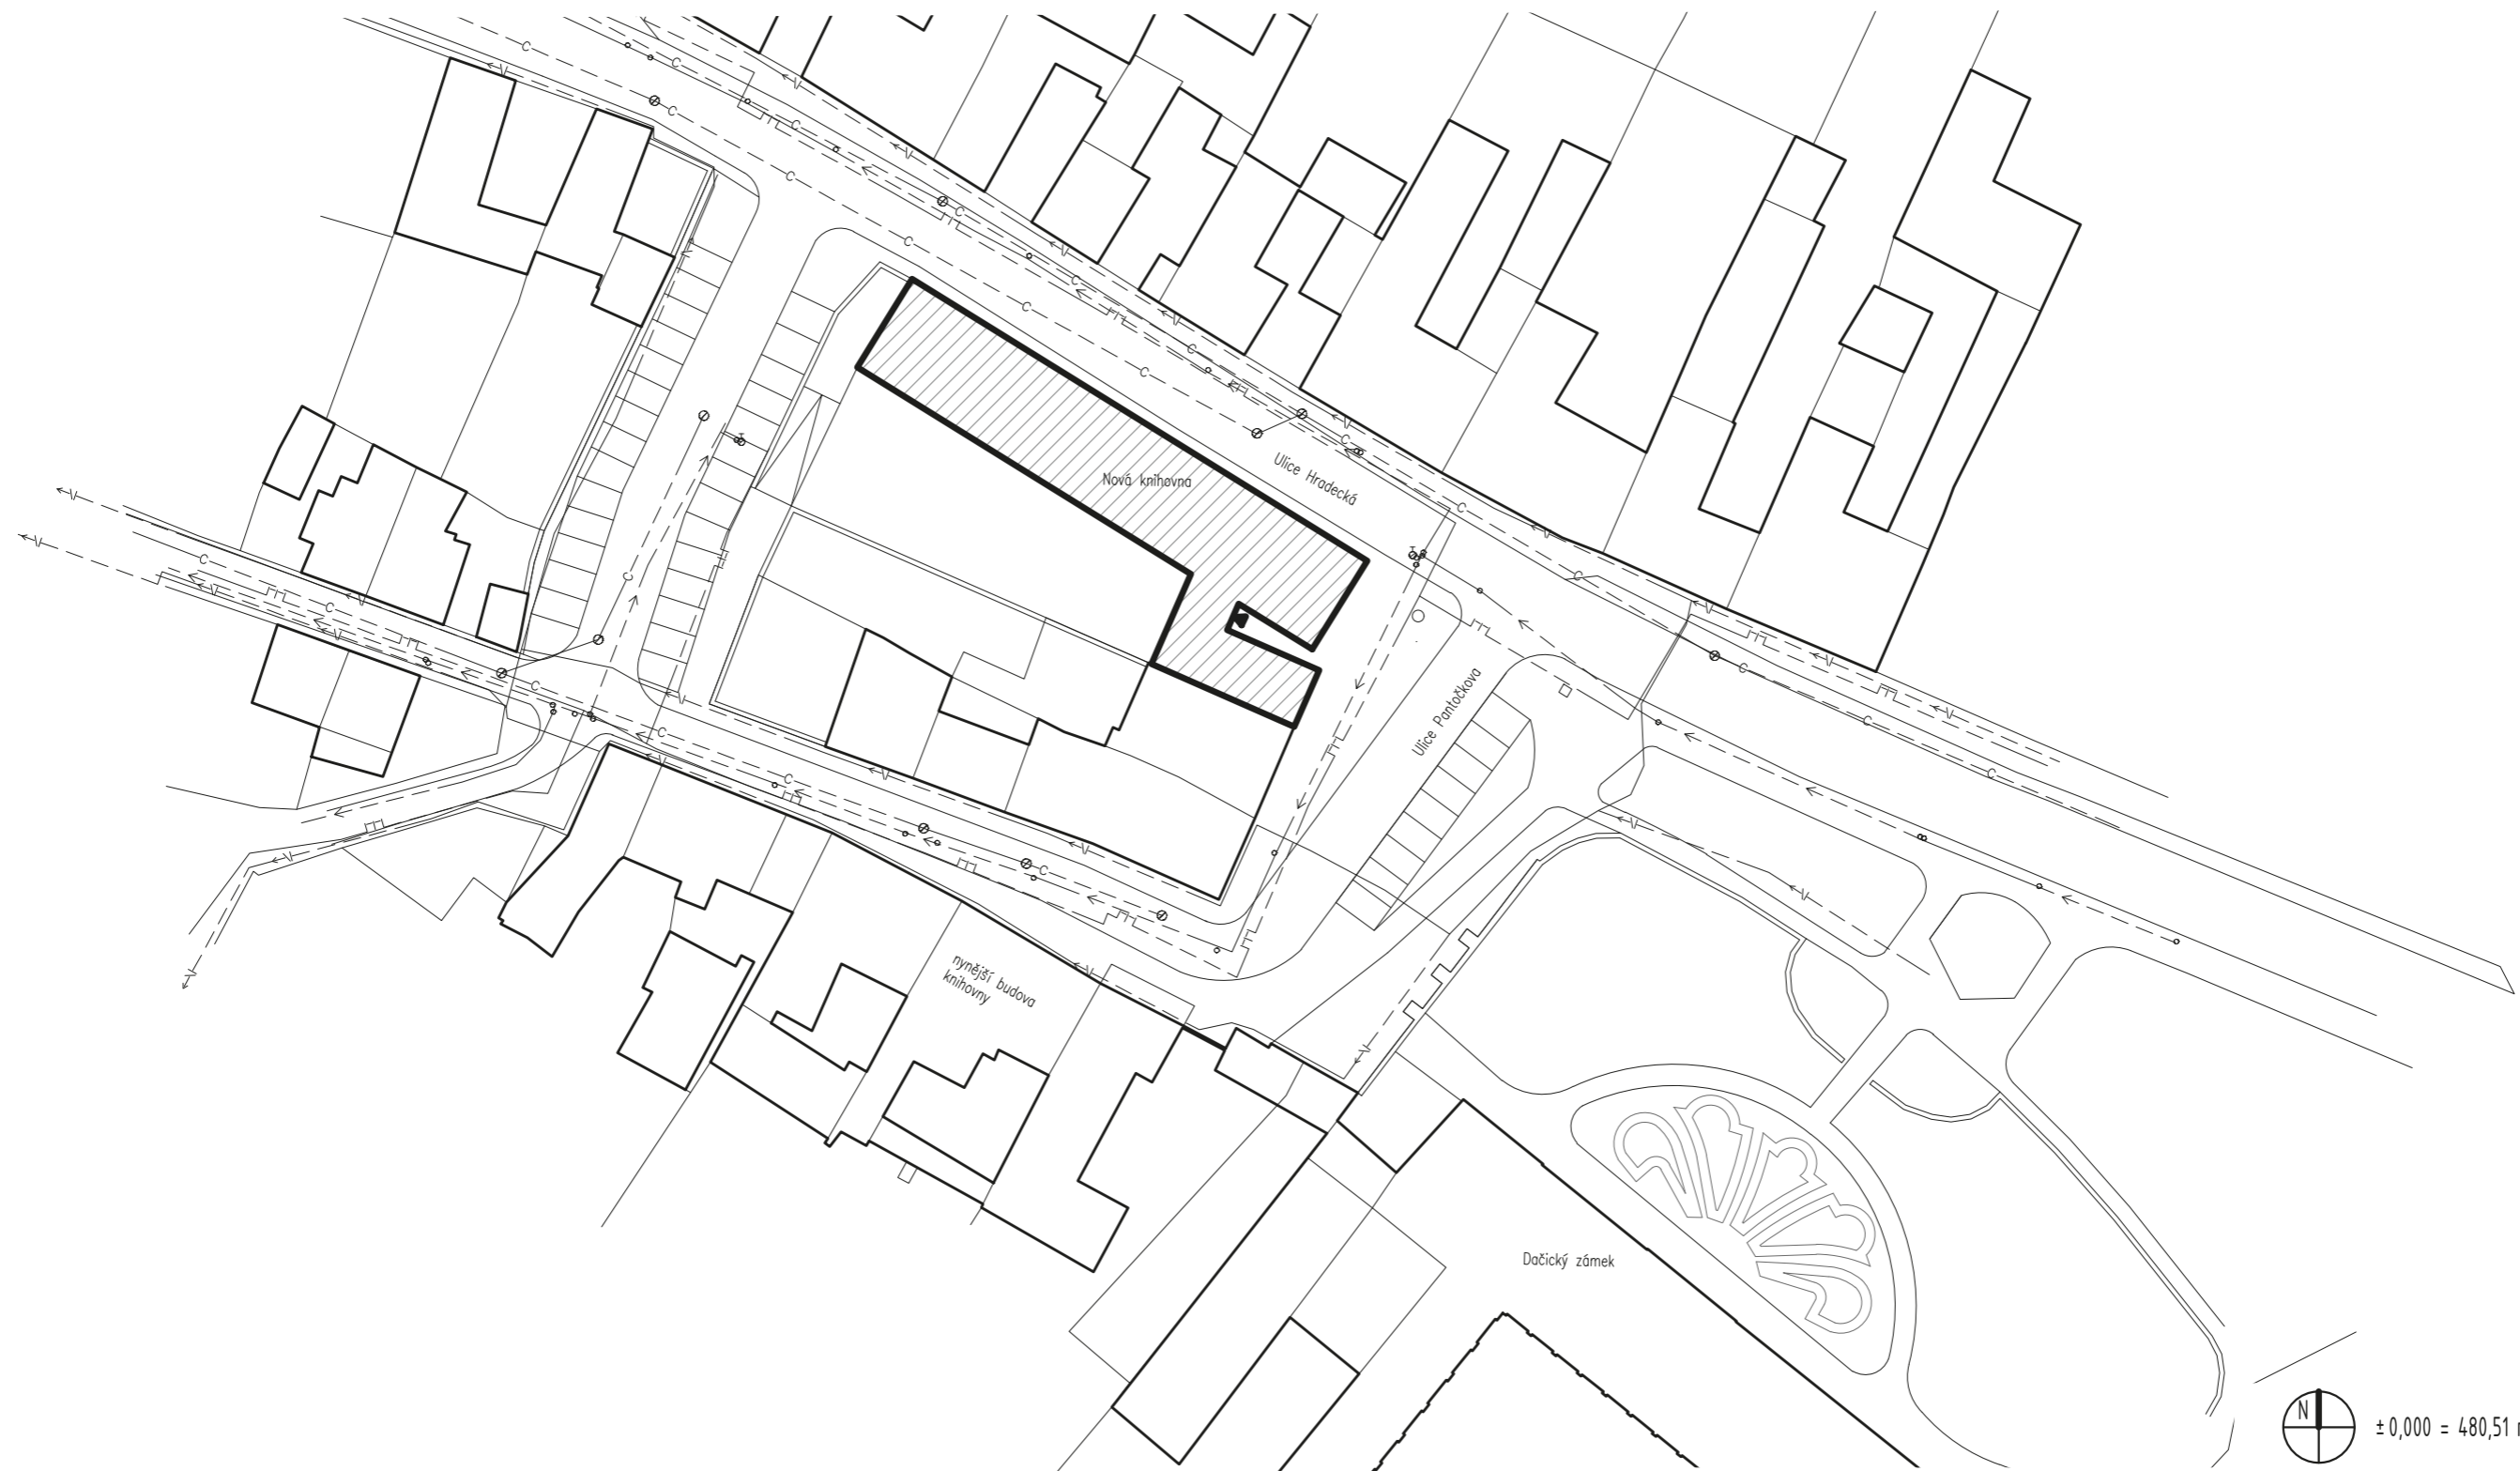 Nová knihovna
Ulice Hradecká
Ulice Pantočkova
nynější budova
knihovny
Dačický zámek
N
±0,000 = 480,51